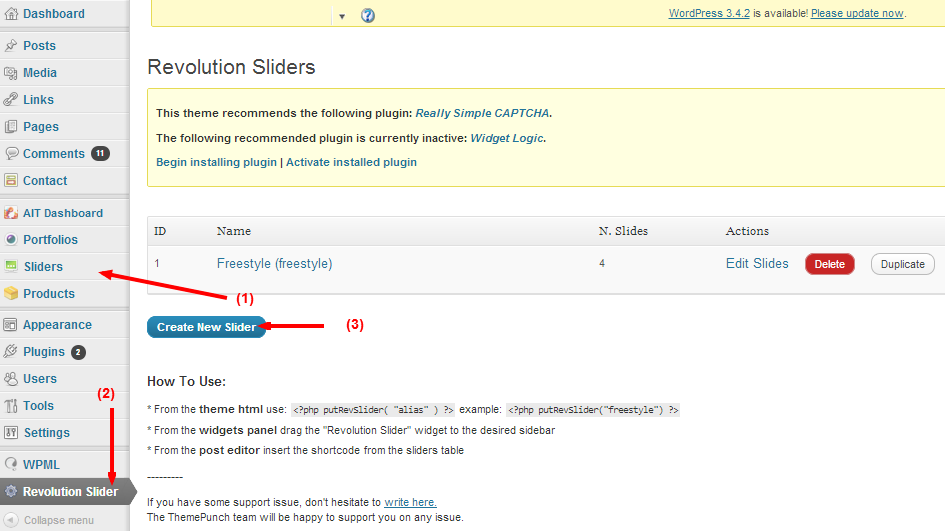 Dashboard
Posts
Media
Links
Pages
Comments 11
Contact
AIT Dashboard
Portfolios
Sliders
Products
Appearance
Plugins 2
Users
(2)
Tools
Settings
WPML
Revolution Slider
Collapse menu
WordPress 3.4.2 is available! Please update now.
Revolution Sliders
This theme recommends the following plugin: Really Simple CAPTCHA.
The following recommended plugin is currently inactive: Widget Logic.
Begin installing plugin | Activate installed plugin
ID Name N. Slides Actions
1 Freestyle (freestyle) 4 Edit Slides Delete Duplicate
(1)
Create New Slider (3)
How To Use:
* From the theme html use: <?php putRevSlider( "alias" ) ?> example: <?php putRevSlider("freestyle") ?>
* From the widgets panel drag the "Revolution Slider" widget to the desired sidebar
* From the post editor insert the shortcode from the sliders table
---------
If you have some support issue, don't hesitate to write here.
The ThemePunch team will be happy to support you on any issue.